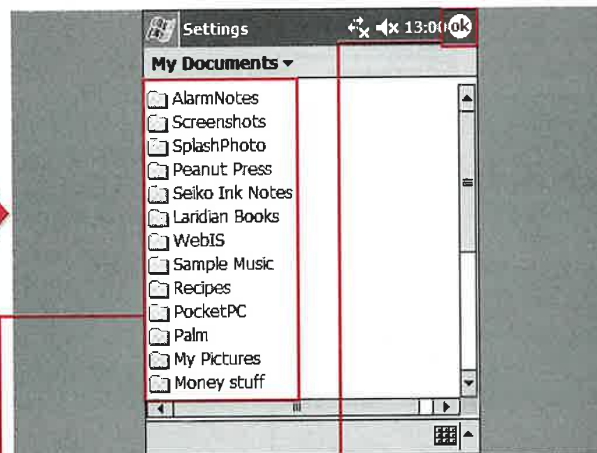 Settings 13:00 ok
My Documents
AlarmNotes
Screenshots
SplashPhoto
Peanut Press
Seiko Ink Notes
Laridian Books
WebIS
Sample Music
Recipes
PocketPC
Palm
My Pictures
Money stuff